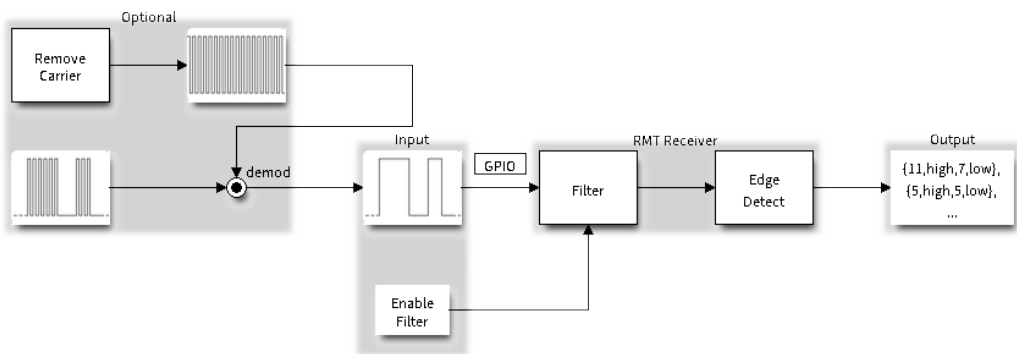 Optional
Remove
Carrier
demod
Input
GPIO
Enable
Filter
RMT Receiver
Filter
Edge
Detect
Output
{11,high,7,low},
{5,high,5,low},
...